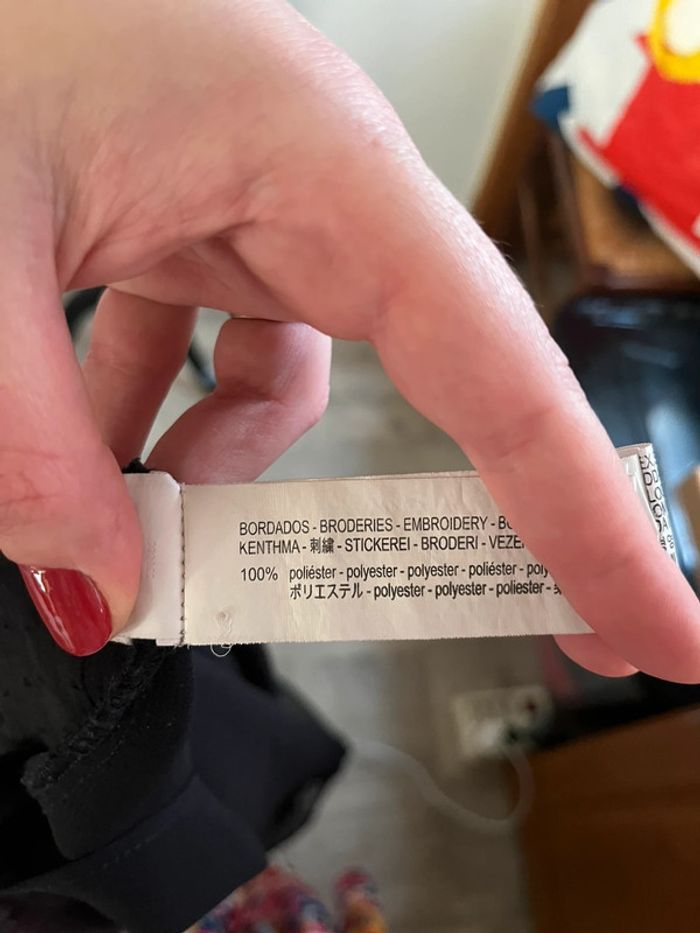 BORDADOS - BRODERIES - EMBROIDERY -
KENTHMA - 刺繍 - STICKEREI - BRODERI -
100% poliéster - polyester - polyester - poliéster -
ポリエステル - polyester - polyester - poliester -